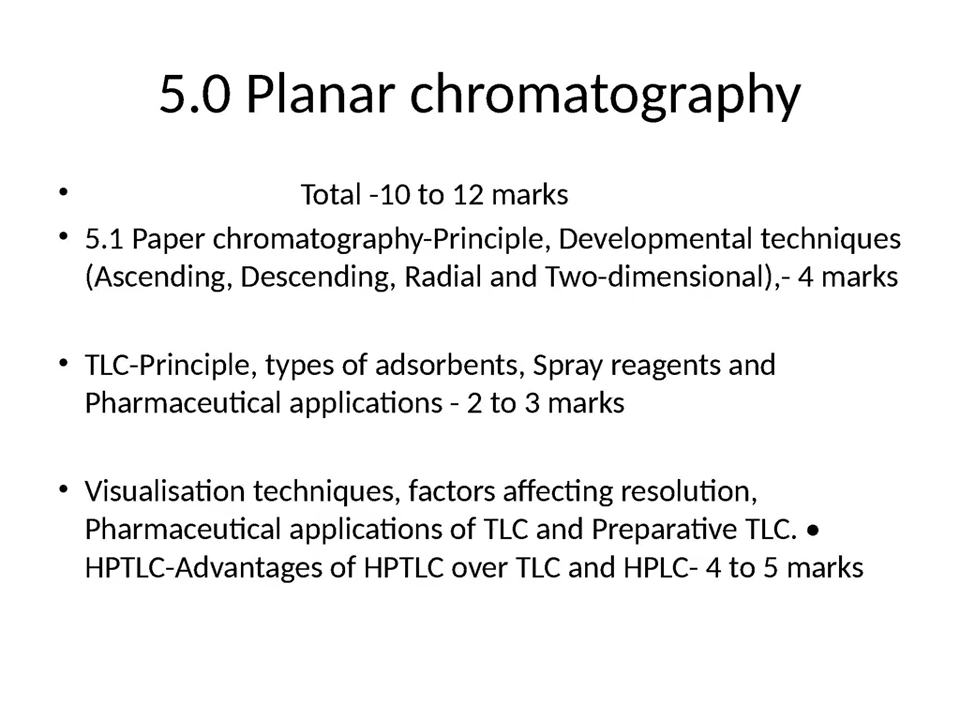 5.0 Planar chromatography
• Total -10 to 12 marks
• 5.1 Paper chromatography-Principle, Developmental techniques
(Ascending, Descending, Radial and Two-dimensional),- 4 marks
• TLC-Principle, types of adsorbents, Spray reagents and
Pharmaceutical applications - 2 to 3 marks
• Visualisation techniques, factors affecting resolution,
Pharmaceutical applications of TLC and Preparative TLC. •
HPTLC-Advantages of HPTLC over TLC and HPLC- 4 to 5 marks